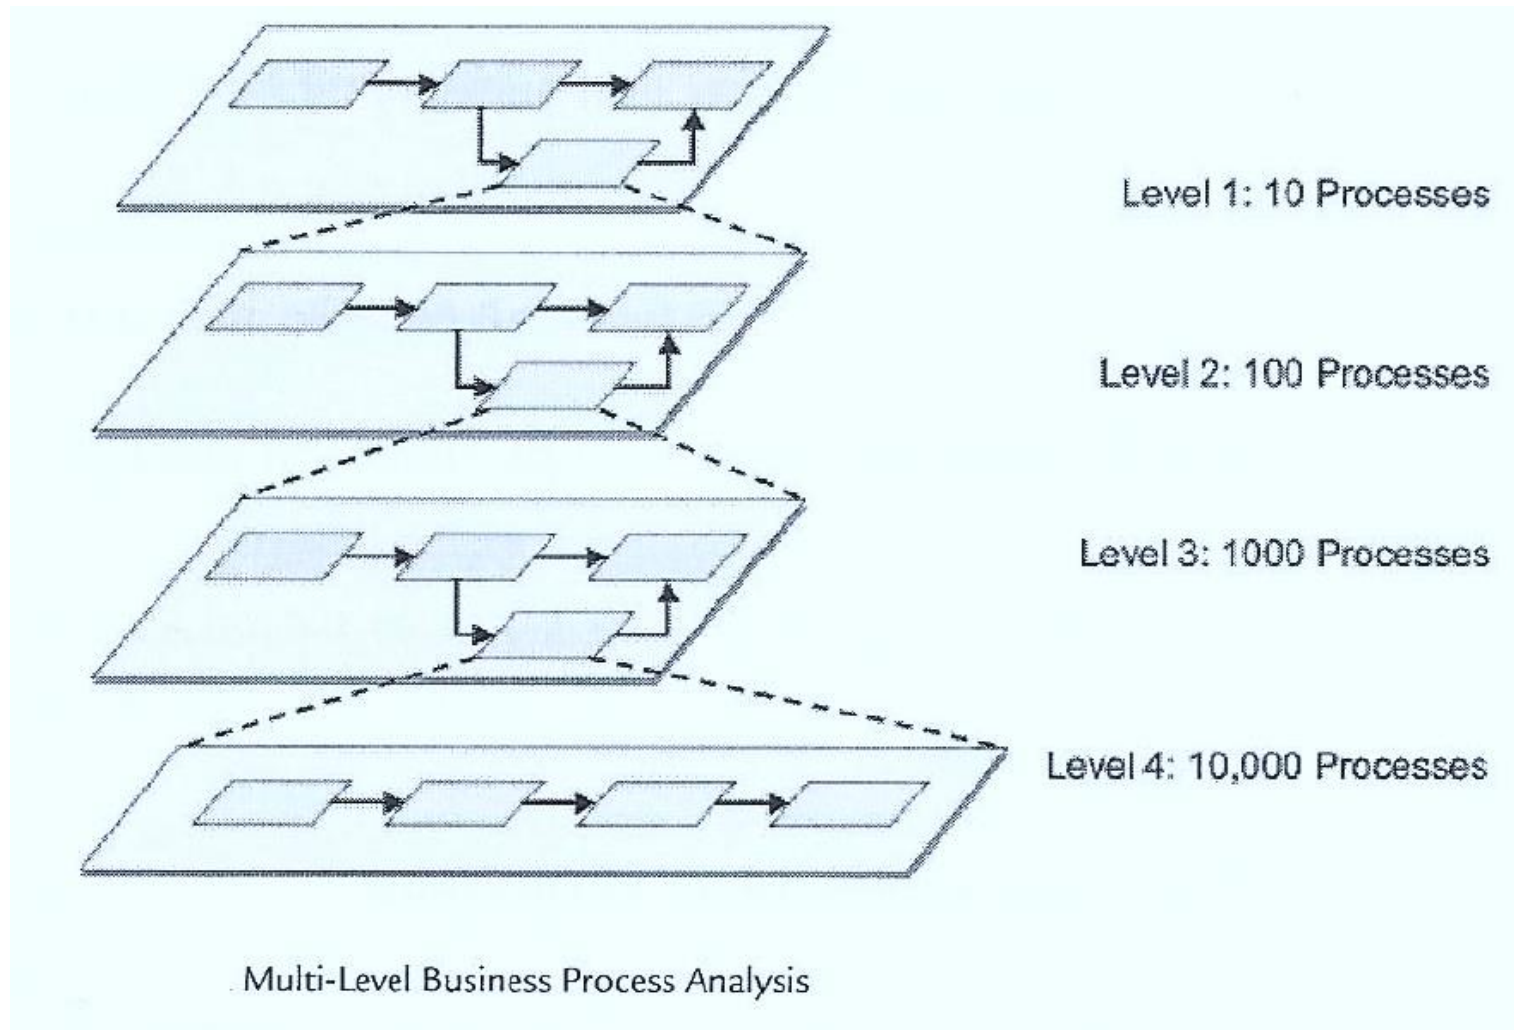 Level 1: 10 Processes
Level 2: 100 Processes
Level 3: 1000 Processes
Level 4: 10,000 Processes
Multi-Level Business Process Analysis